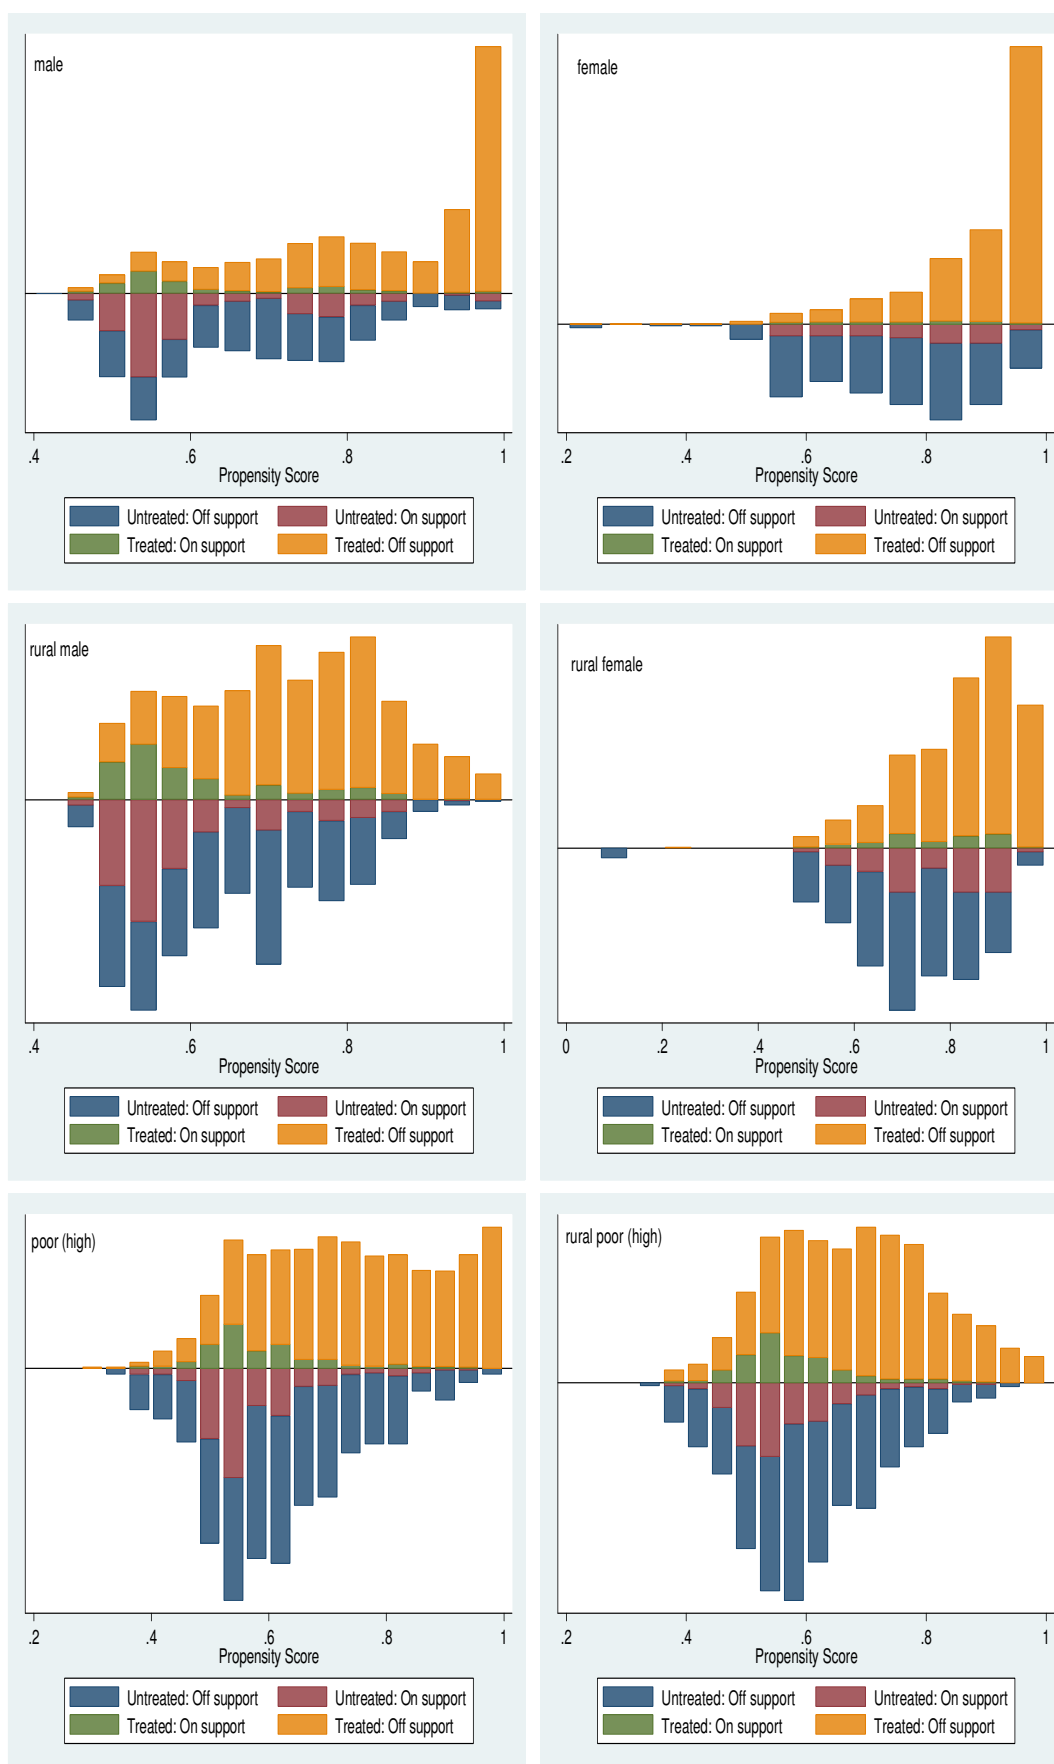 male
.4 .6 .8 1
Propensity Score
Untreated: Off support Untreated: On support
Treated: On support Treated: Off support
female
.2 .4 .6 .8 1
Propensity Score
Untreated: Off support Untreated: On support
Treated: On support Treated: Off support
rural male
.4 .6 .8 1
Propensity Score
Untreated: Off support Untreated: On support
Treated: On support Treated: Off support
rural female
0 .2 .4 .6 .8 1
Propensity Score
Untreated: Off support Untreated: On support
Treated: On support Treated: Off support
poor (high)
.2 .4 .6 .8 1
Propensity Score
Untreated: Off support Untreated: On support
Treated: On support Treated: Off support
rural poor (high)
.2 .4 .6 .8 1
Propensity Score
Untreated: Off support Untreated: On support
Treated: On support Treated: Off support